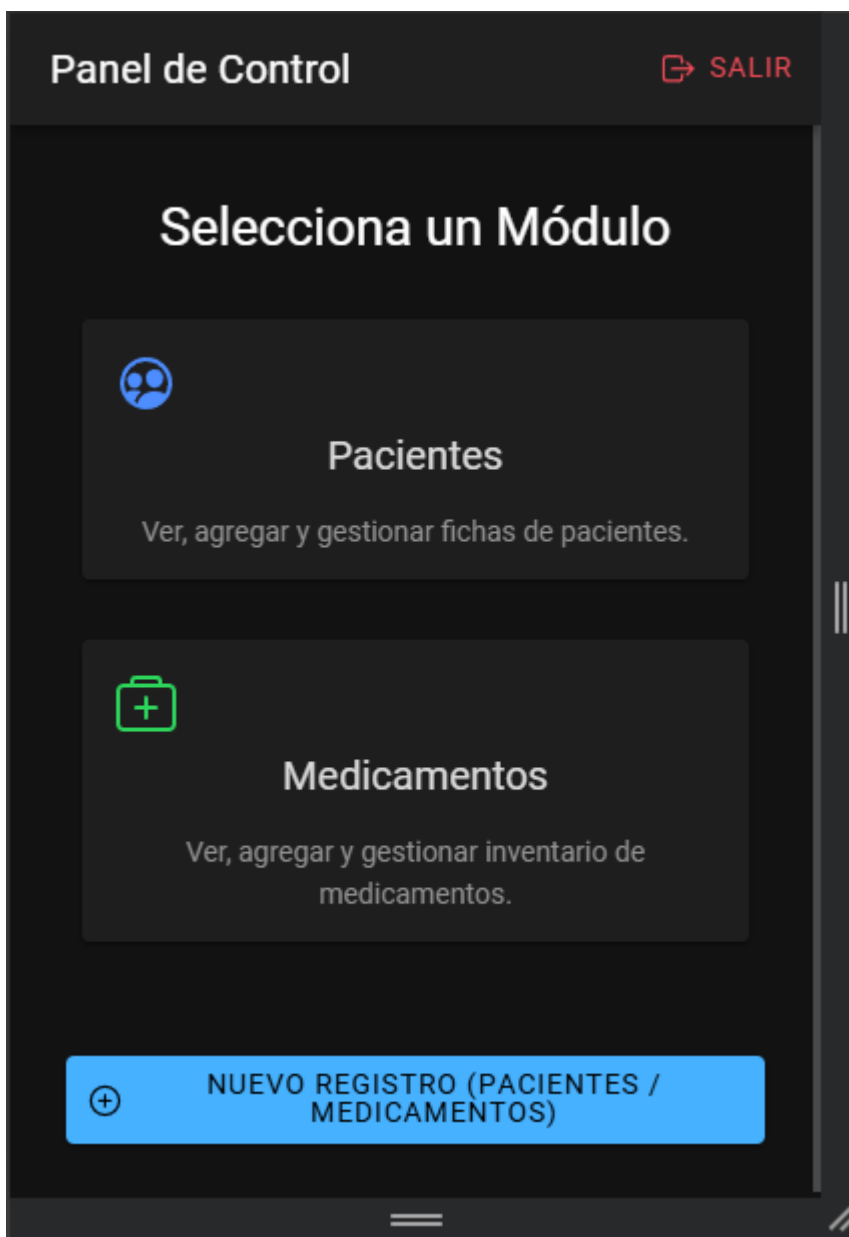 Panel de Control
SALIR
Selecciona un Módulo
Pacientes
Ver, agregar y gestionar fichas de pacientes.
Medicamentos
Ver, agregar y gestionar inventario de
medicamentos.
NUEVO REGISTRO (PACIENTES /
MEDICAMENTOS)